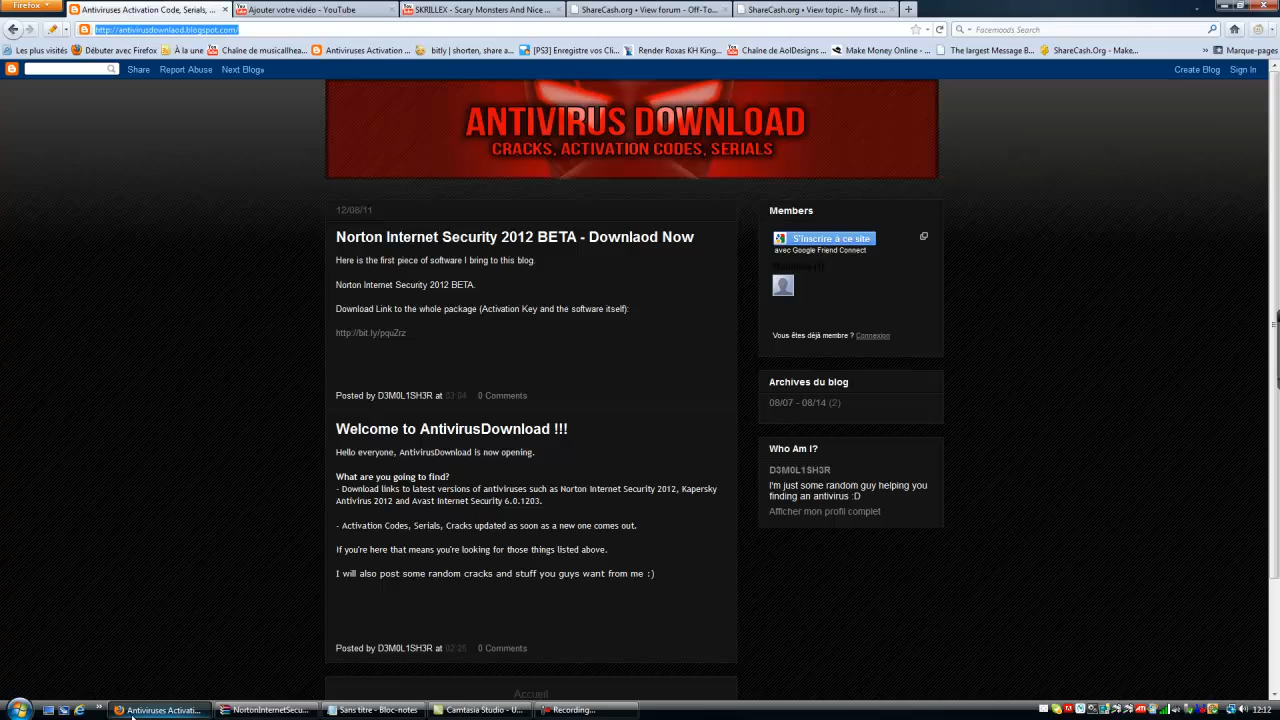 Firefox
Antiviruses Activation Code, Serials, ...
Ajouter votre vidéo - YouTube
SKRILLEX - Scary Monsters And Nice ...
ShareCash.org • View forum - Off-To...
ShareCash.org • View topic - My first ...
http://antivirusdownlaod.blogspot.com/
Facemoods Search
Les plus visités
Débuter avec Firefox
À la une
Chaîne de musicallhea...
Antiviruses Activation ...
bitly | shorten, share a...
[PS3] Enregistre vos Cli...
Render Roxas KH King...
Chaîne de AolDesigns ...
Make Money Online - ...
The largest Message B...
ShareCash.Org - Make...
Marque-pages
Share Report Abuse Next Blog»
Create Blog Sign In
ANTIVIRUS DOWNLOAD
CRACKS, ACTIVATION CODES, SERIALS
12/08/11
Norton Internet Security 2012 BETA - Downlaod Now
Here is the first piece of software I bring to this blog.
Norton Internet Security 2012 BETA.
Download Link to the whole package (Activation Key and the software itself):
http://bit.ly/pquZrz
Posted by D3M0L1SH3R at 03:04 0 Comments
Welcome to AntivirusDownload !!!
Hello everyone, AntivirusDownload is now opening.
What are you going to find?
- Download links to latest versions of antiviruses such as Norton Internet Security 2012, Kapersky
Antivirus 2012 and Avast Internet Security 6.0.1203.
- Activation Codes, Serials, Cracks updated as soon as a new one comes out.
If you're here that means you're looking for those things listed above.
I will also post some random cracks and stuff you guys want from me :)
Posted by D3M0L1SH3R at 02:25 0 Comments
Accueil
Members
S'inscrire à ce site
avec Google Friend Connect
Vous êtes déjà membre ? Connexion
Archives du blog
08/07 - 08/14 (2)
Who Am I?
D3M0L1SH3R
I'm just some random guy helping you
finding an antivirus :D
Afficher mon profil complet
Antiviruses Activati...
NortonInternetSecu...
Sans titre - Bloc-notes
Camtasia Studio - U...
Recording...
12:12